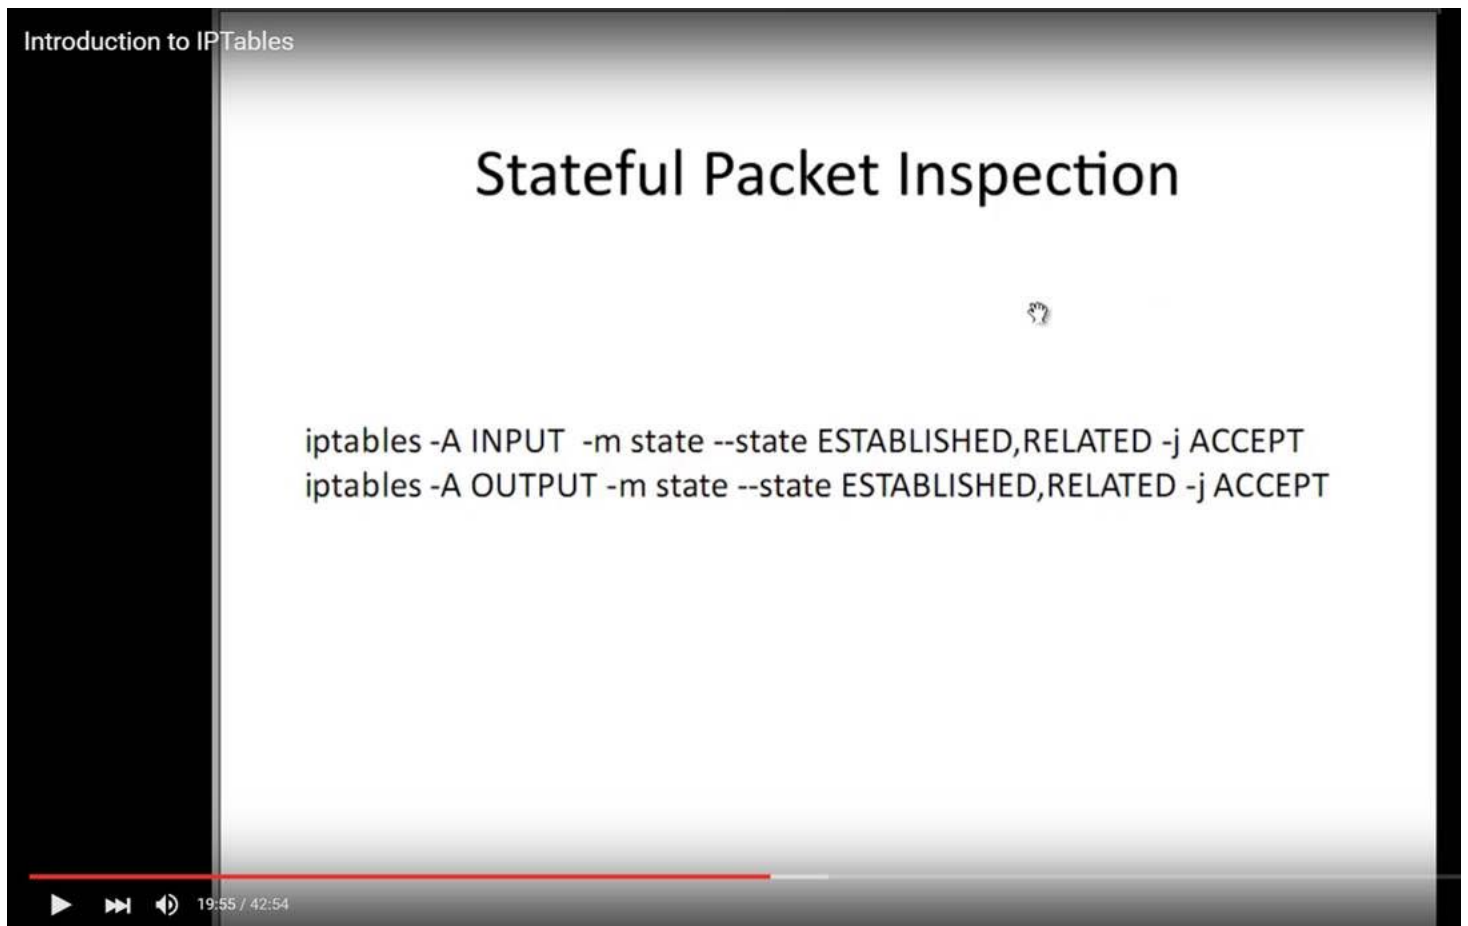 Introduction to IPTables
Stateful Packet Inspection
iptables -A INPUT  -m state --state ESTABLISHED,RELATED -j ACCEPT
iptables -A OUTPUT -m state --state ESTABLISHED,RELATED -j ACCEPT
19:55 / 42:54